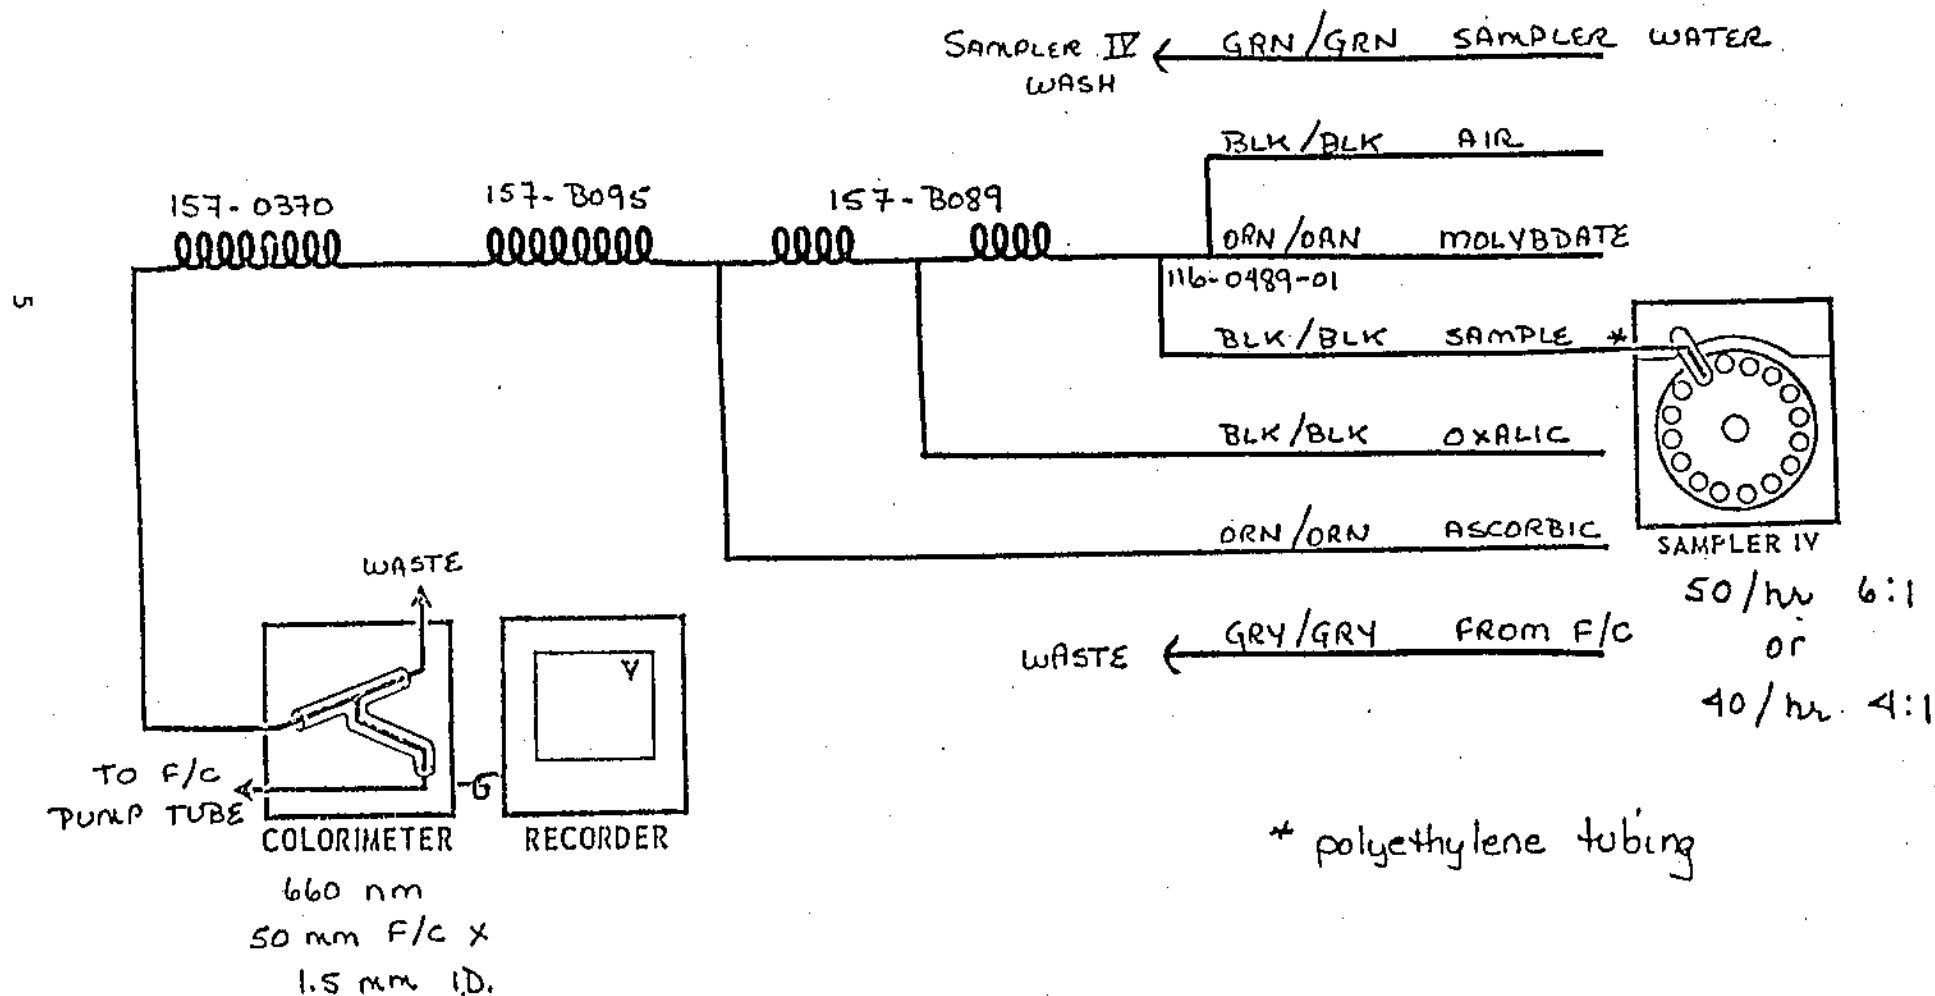 SAMPLER IV
WASH
GRN/GRN SAMPLER WATER
BLK/BLK AIR
157-0370
157-B095
157-B089
ORN/ORN MOLYBDATE
116-0489-01
5
BLK/BLK SAMPLE *
BLK/BLK OXALIC
ORN/ORN ASCORBIC
SAMPLER IV
50/hr 6:1
or
40/hr. 4:1
WASTE
WASTE
GRY/GRY FROM F/C
TO F/C
PUMP TUBE
COLORIMETER
RECORDER
660 nm
50 mm F/C X
1.5 mm I.D.
* polyethylene tubing